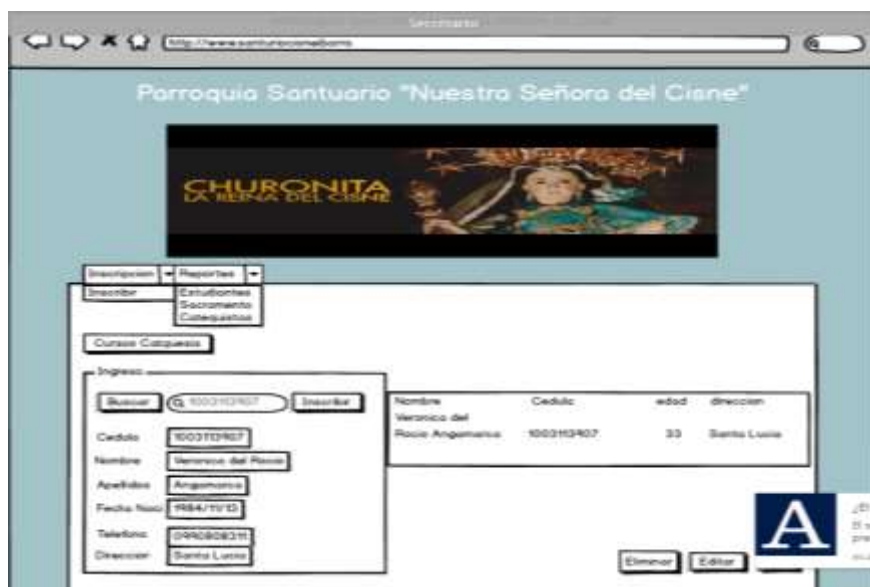 Secretaria
Parroquia Santuario "Nuestra Señora del Cisne"
CHURONITA
LA REINA DEL CISNE
Inscripcion Reportes
Inscribir Estudiantes
Sacramento
Catequistas
Cursos Catquesis
Ingreso
Buscar 1003113907 Inscribir
Nombre Cedula edad direccion
Veronica del
Rocio Angamarca 1003113907 33 Santa Lucia
Cedula 1003113907
Nombre Veronica del Rocio
Apellidos Angamarca
Fecha Naci 1984/11/13
Telefono 0990808311
Direccion Santa Lucia
Eliminar Editar
A